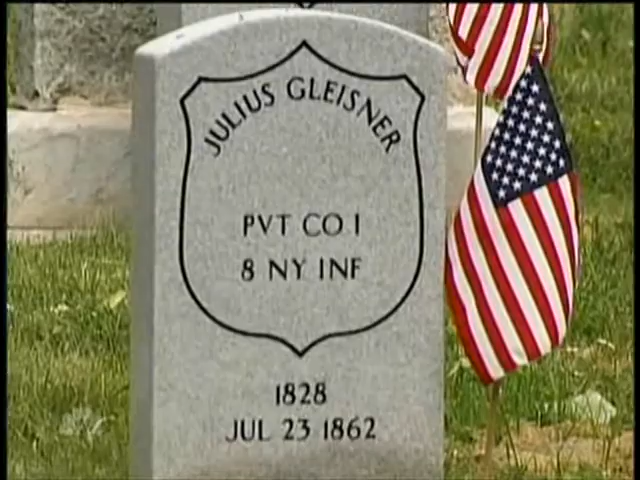 JULIUS GLEISNER
PVT CO I
8 NY INF
1828
JUL 23 1862